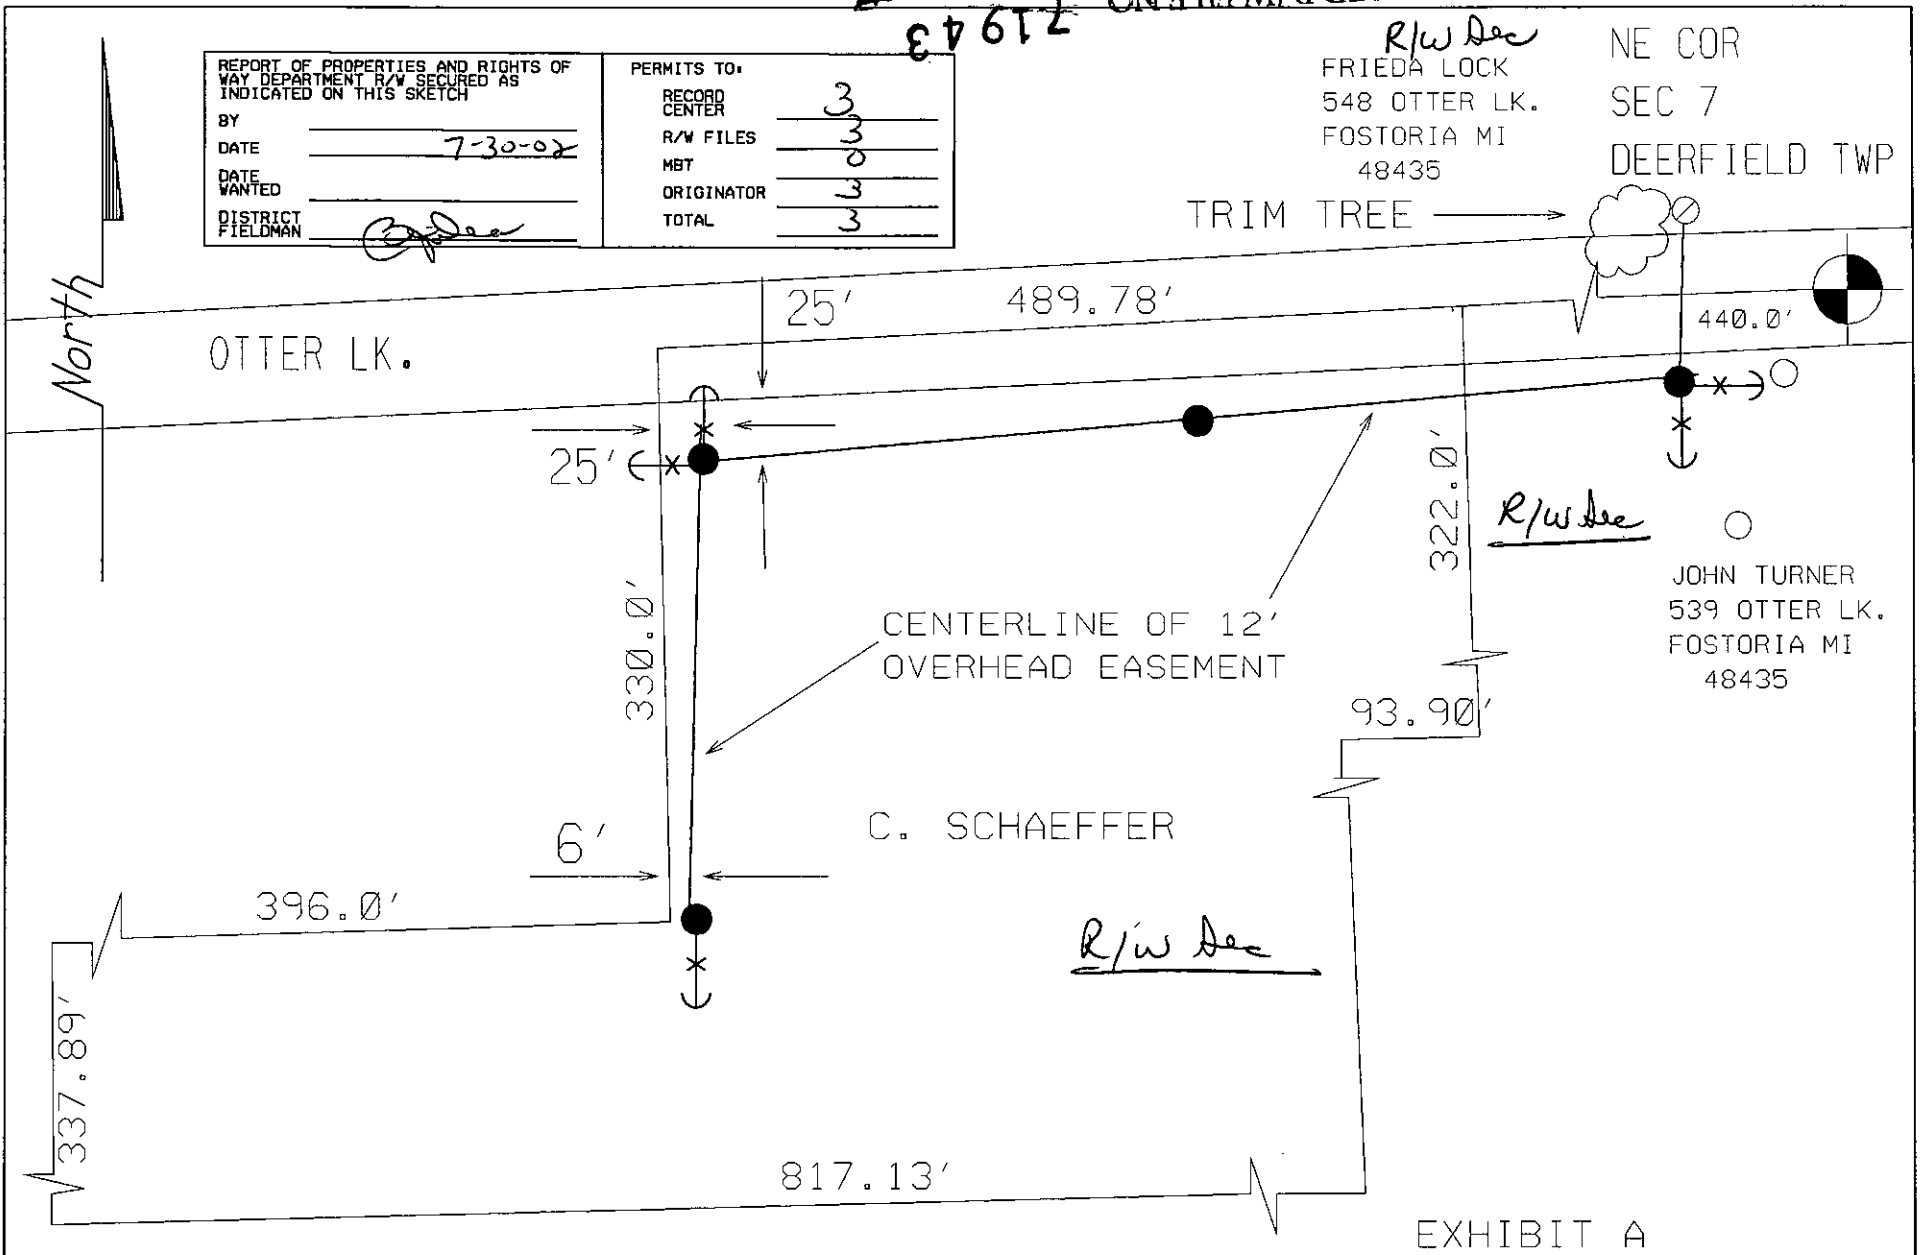 71943
REPORT OF PROPERTIES AND RIGHTS OF
WAY DEPARTMENT R/W SECURED AS
INDICATED ON THIS SKETCH
BY
DATE 7-30-02
DATE
WANTED
DISTRICT
FIELDMAN
PERMITS TO:
RECORD
CENTER 3
R/W FILES 3
MBT 0
ORIGINATOR 3
TOTAL 3
R/W Sec
FRIEDA LOCK
548 OTTER LK.
FOSTORIA MI
48435
NE COR
SEC 7
DEERFIELD TWP
TRIM TREE
North
OTTER LK.
25'
489.78'
440.0'
25'
322.0'
R/W Sec
JOHN TURNER
539 OTTER LK.
FOSTORIA MI
48435
330.0'
CENTERLINE OF 12'
OVERHEAD EASEMENT
93.90'
6'
C. SCHAEFFER
396.0'
R/W Sec
337.89'
817.13'
EXHIBIT A